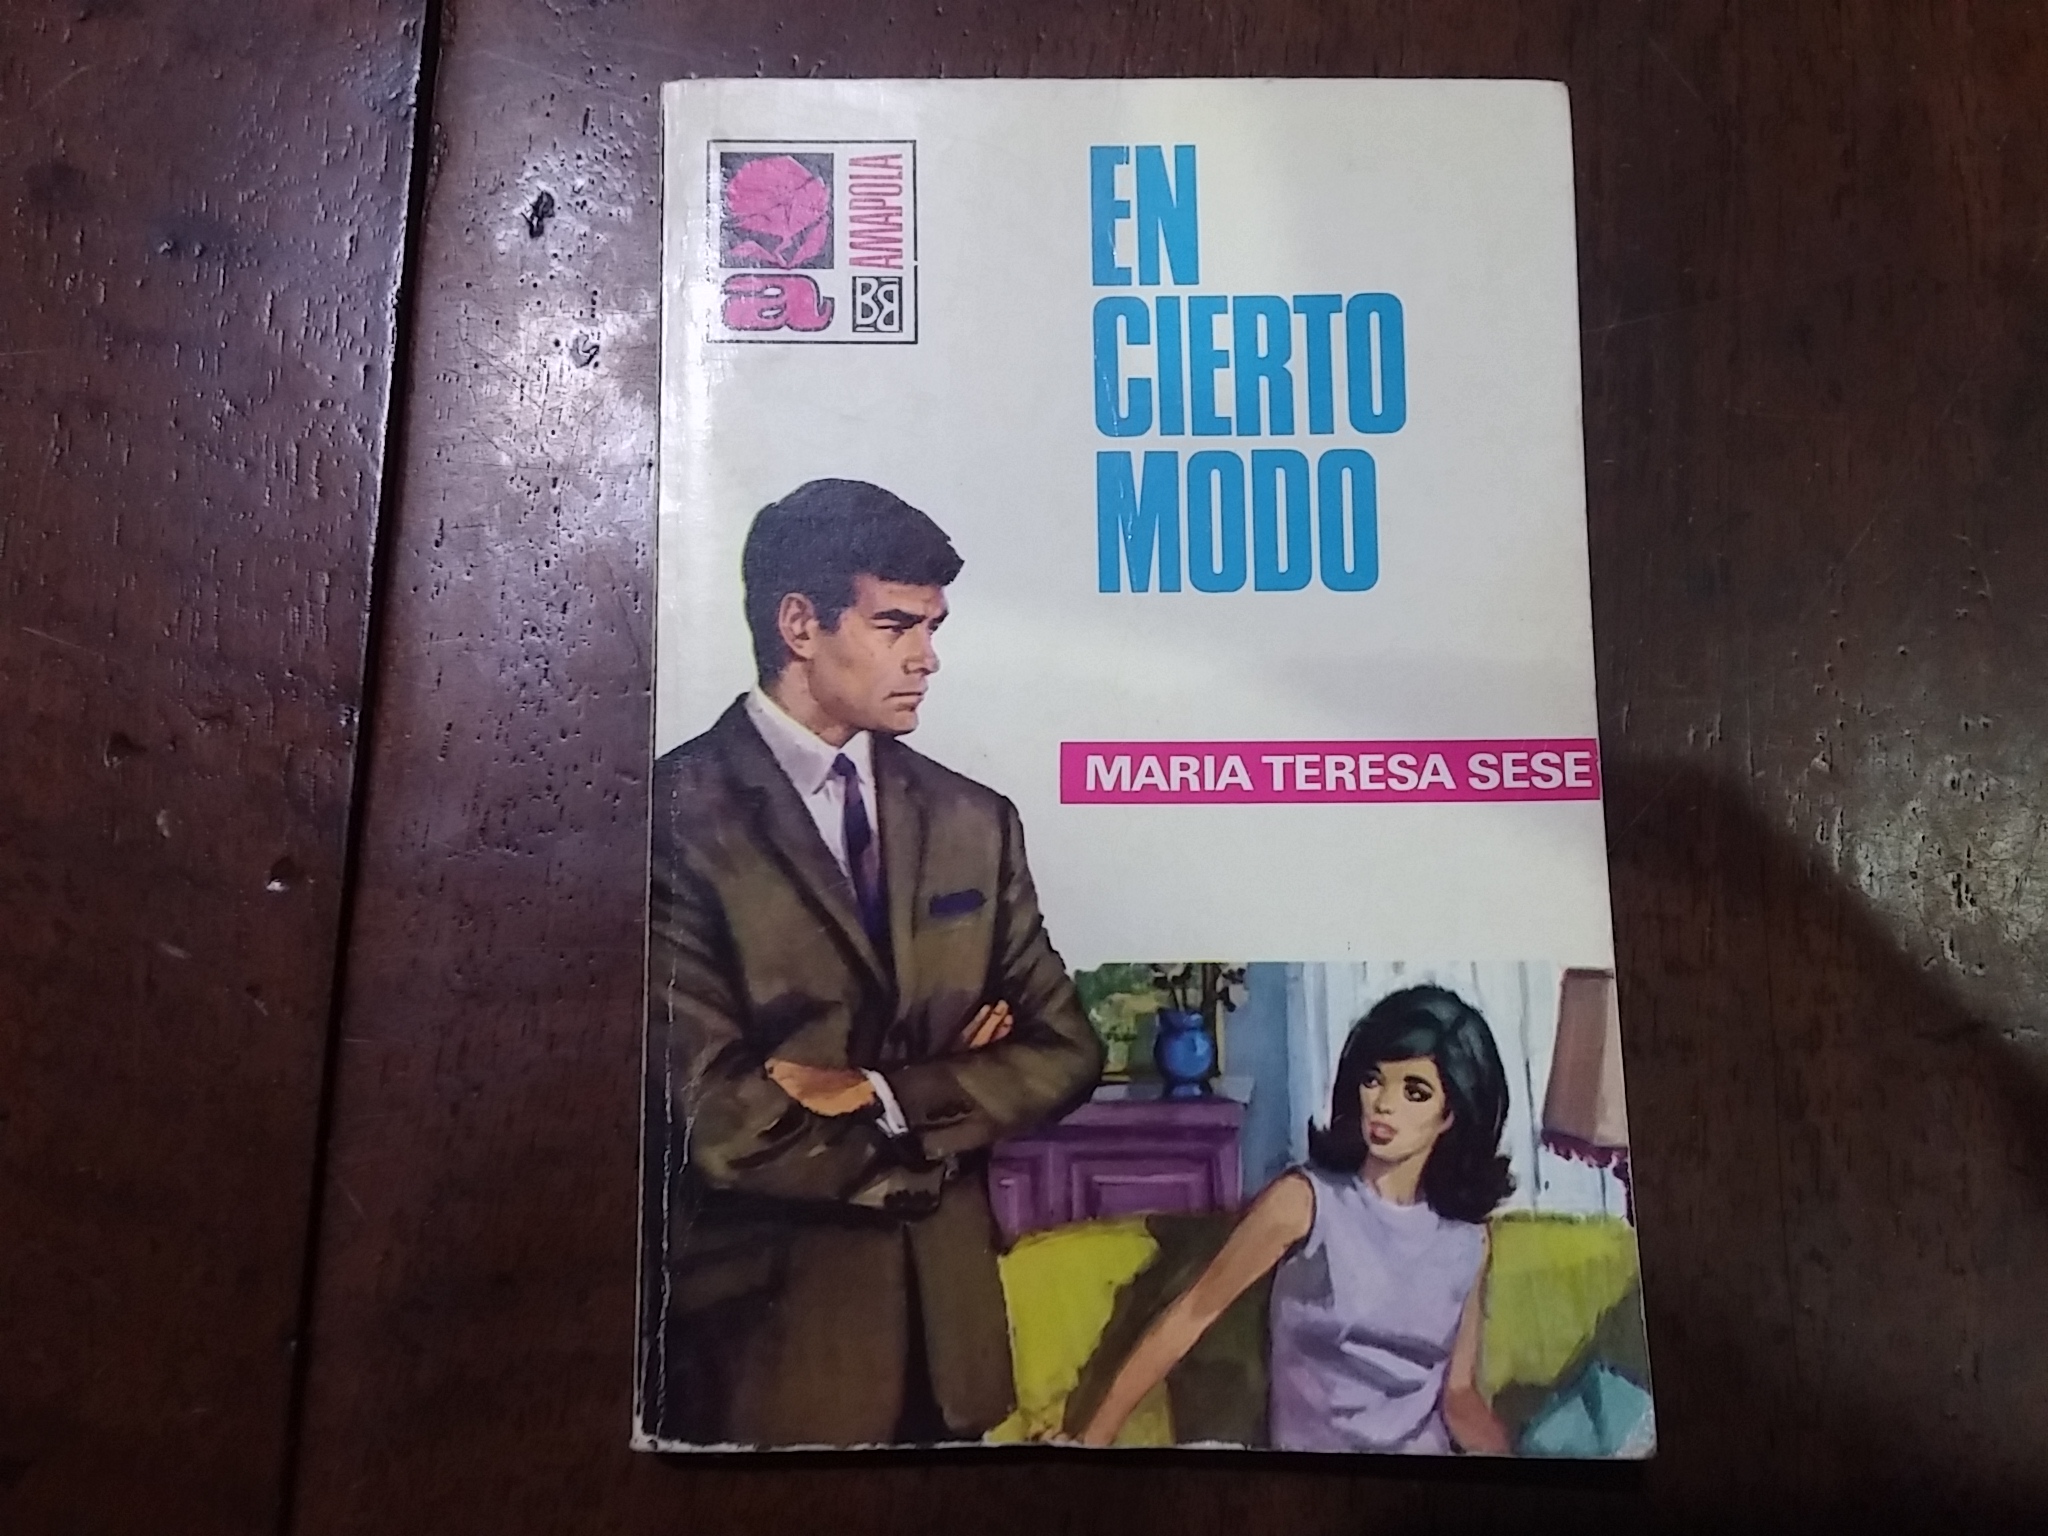 a AMAPOLA
BB
EN
CIERTO
MODO
MARIA TERESA SESE